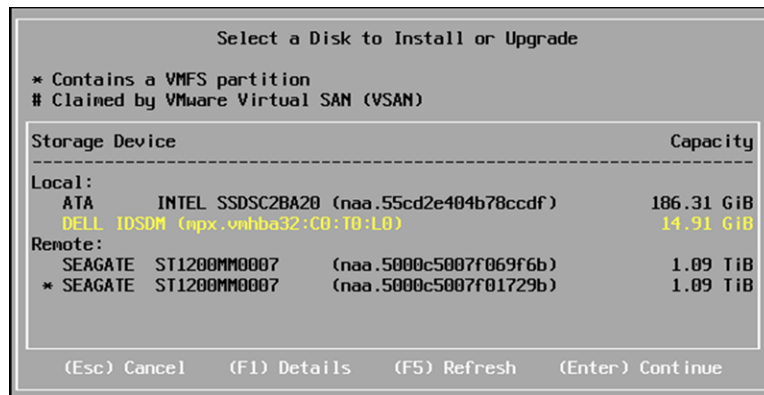 Select a Disk to Install or Upgrade
* Contains a VMFS partition
# Claimed by VMware Virtual SAN (VSAN)
Storage Device Capacity
--------------------------------------------------------------------------------
Local:
ATA INTEL SSDSC2BA20 (naa.55cd2e404b78ccdf) 186.31 GiB
DELL IDSDM (mpx.vmhba32:C0:T0:L0) 14.91 GiB
Remote:
SEAGATE ST1200MM0007 (naa.5000c5007f069f6b) 1.09 TiB
* SEAGATE ST1200MM0007 (naa.5000c5007f01729b) 1.09 TiB
(Esc) Cancel (F1) Details (F5) Refresh (Enter) Continue